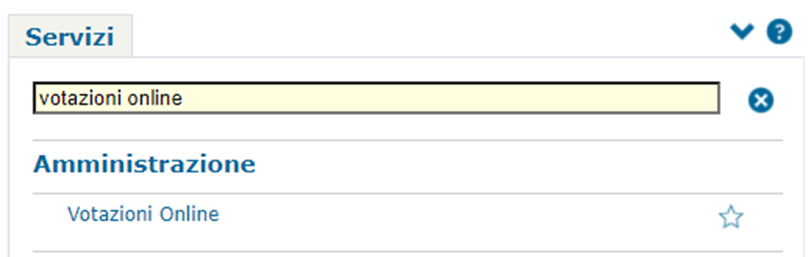 Servizi
votazioni online
Amministrazione
Votazioni Online